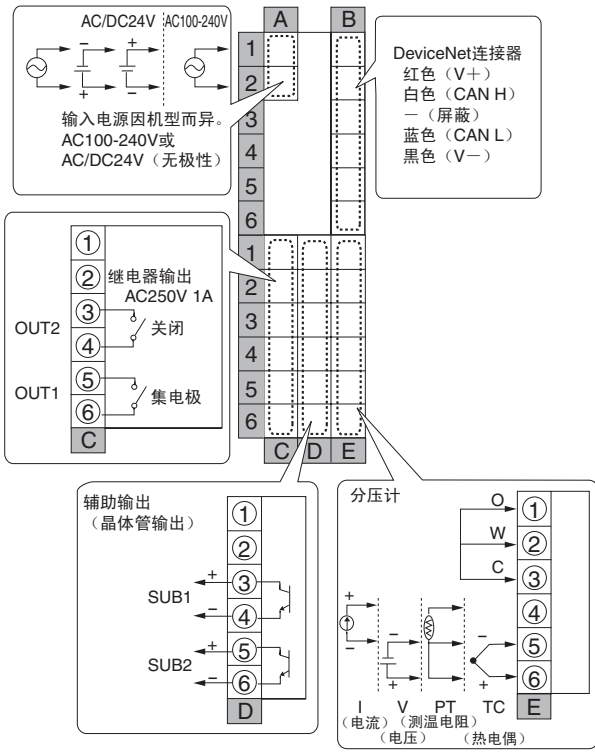 AC/DC24V AC100-240V
－ ＋
＋ －
输入电源因机型而异。
AC100-240V或
AC/DC24V（无极性）
A B
1
2
3
4
5
6
1
2
3
4
5
6
C D E
DeviceNet连接器
红色（V＋）
白色（CAN H）
－（屏蔽）
蓝色（CAN L）
黑色（V－）
①
②
继电器输出
AC250V 1A
OUT2 ③ 关闭
④
OUT1 ⑤ 集电极
⑥
C
辅助输出
（晶体管输出）
①
②
SUB1 ＋ ③
－ ④
SUB2 ＋ ⑤
－ ⑥
D
分压计
O ①
W ②
C ③
④
⑤
⑥
E
＋ － － ＋ － ＋
I V PT TC
（电流） （测温电阻）
（电压） （热电偶）